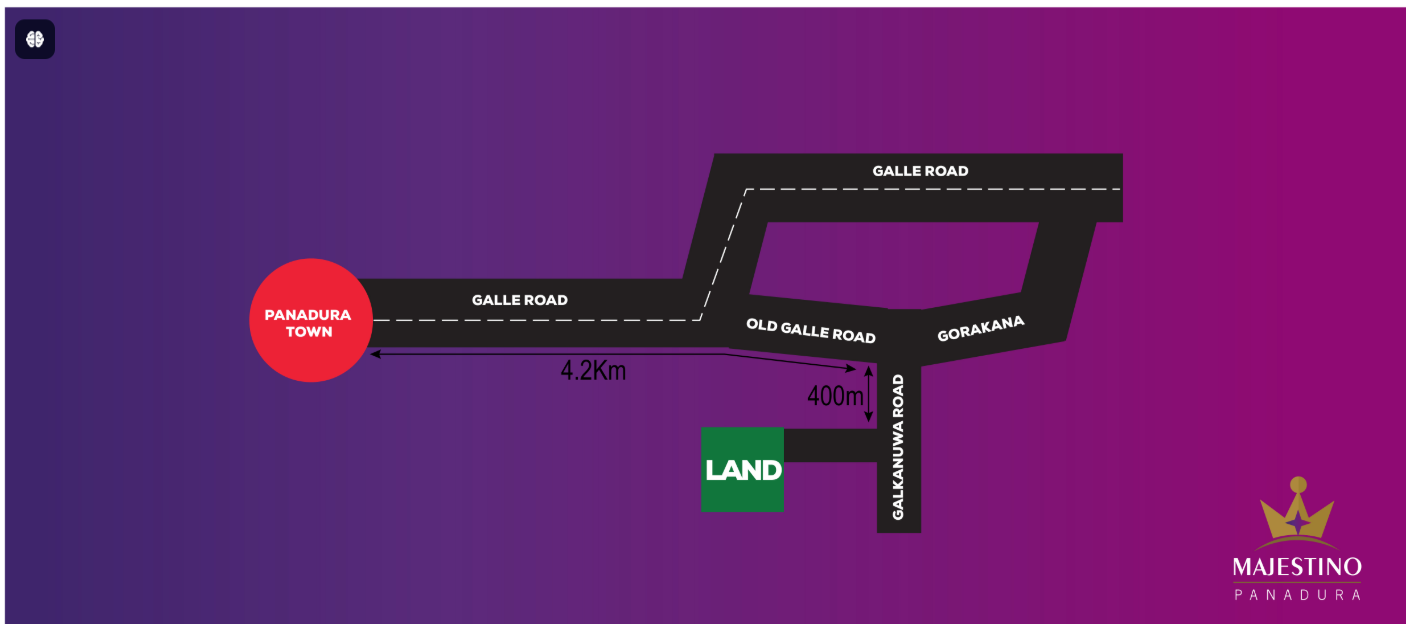 GALLE ROAD
GALLE ROAD
PANADURA
TOWN
OLD GALLE ROAD
GORAKANA
4.2Km
400m
GALKANUWA ROAD
LAND
MAJESTINO
PANADURA